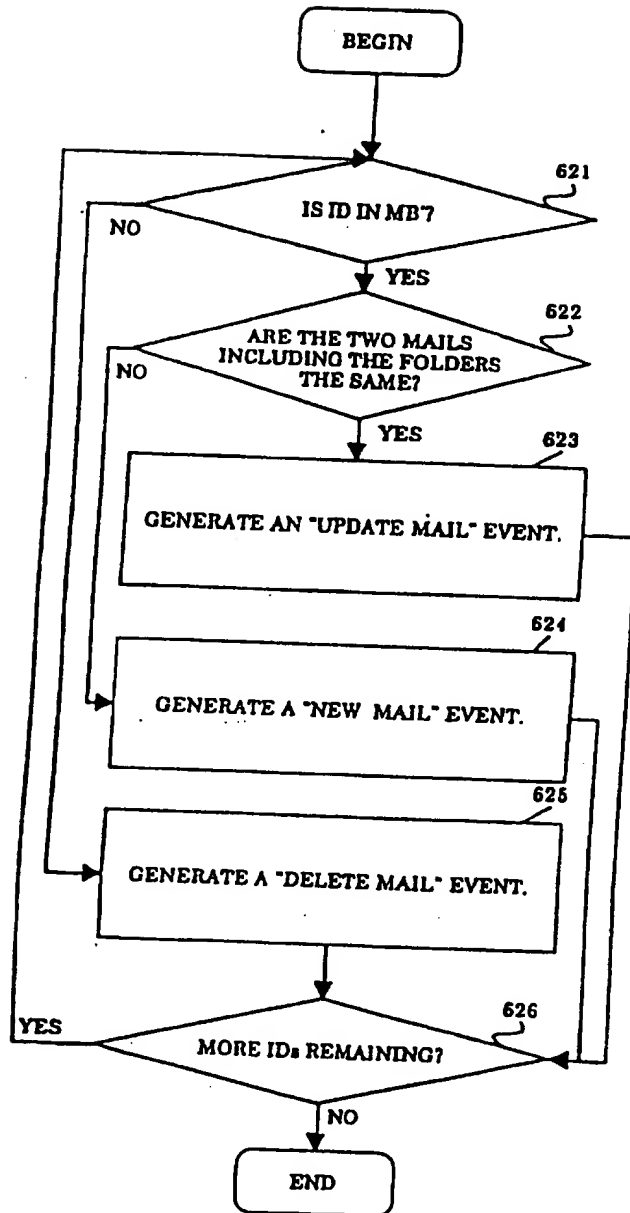 BEGIN
621
IS ID IN MB'?
NO
YES
622
ARE THE TWO MAILS
INCLUDING THE FOLDERS
THE SAME?
NO
YES
623
GENERATE AN "UPDATE MAIL" EVENT.
624
GENERATE A "NEW MAIL" EVENT.
625
GENERATE A "DELETE MAIL" EVENT.
626
YES
MORE IDs REMAINING?
NO
END